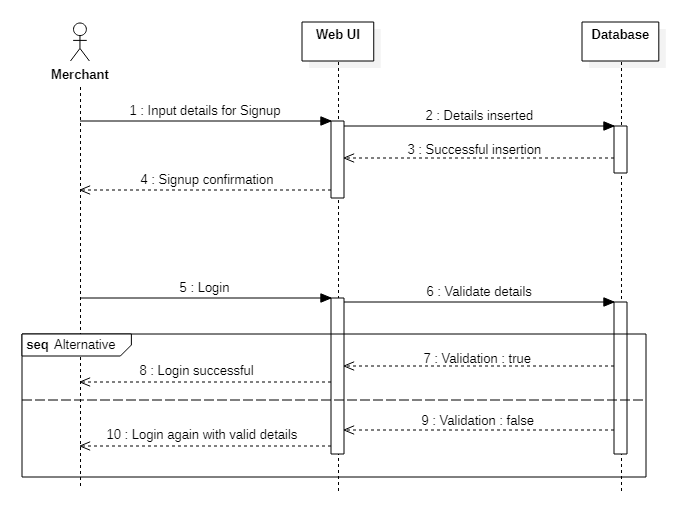 Web UI
Database
Merchant
1 : Input details for Signup
2 : Details inserted
3 : Successful insertion
4 : Signup confirmation
5 : Login
6 : Validate details
seq Alternative
7 : Validation : true
8 : Login successful
9 : Validation : false
10 : Login again with valid details